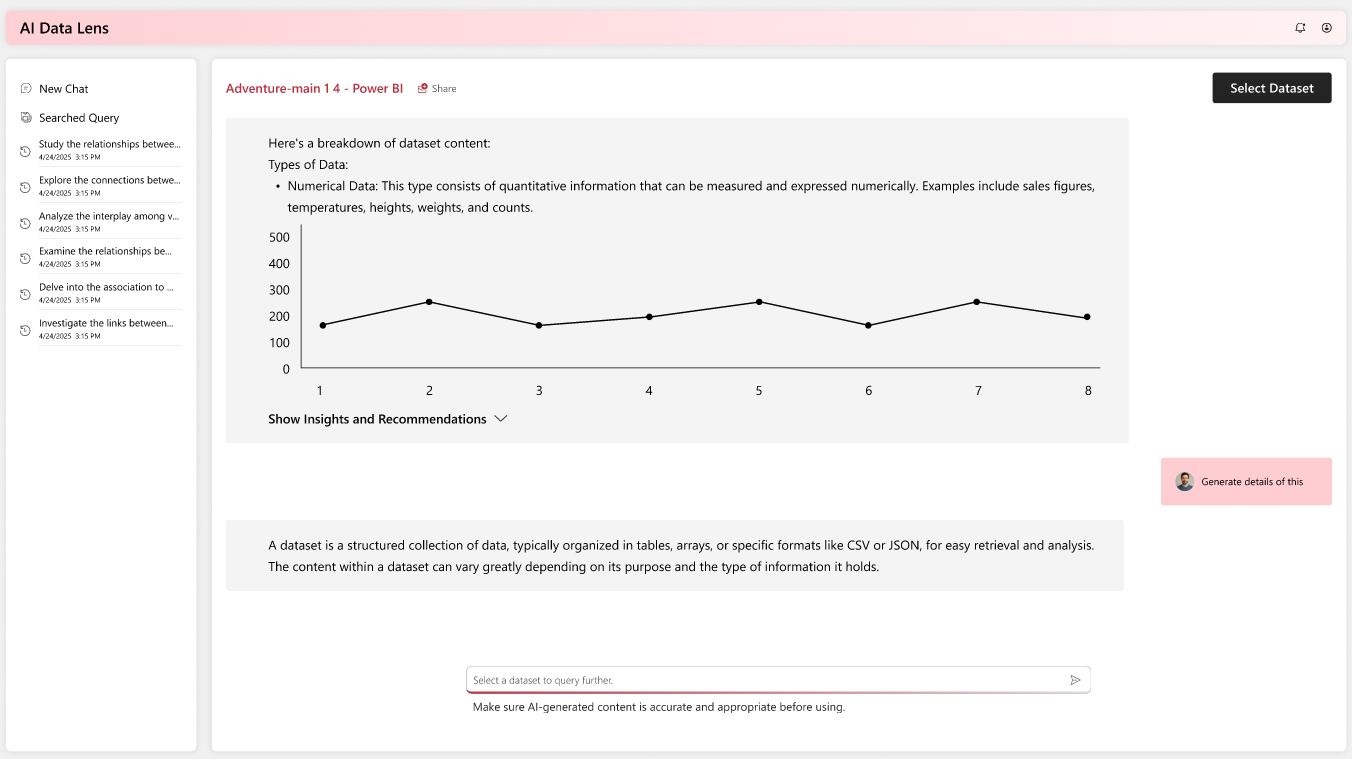 AI Data Lens
New Chat
Searched Query
Study the relationships betwee...
4/24/2025 3:15 PM
Explore the connections betwe...
4/24/2025 3:15 PM
Analyze the interplay among v...
4/24/2025 3:15 PM
Examine the relationships be...
4/24/2025 3:15 PM
Delve into the association to ...
4/24/2025 3:15 PM
Investigate the links between...
4/24/2025 3:15 PM
Adventure-main 1 4 - Power BI
Share
Select Dataset
Here's a breakdown of dataset content:
Types of Data:
• Numerical Data: This type consists of quantitative information that can be measured and expressed numerically. Examples include sales figures,
temperatures, heights, weights, and counts.
500
400
300
200
100
0
1 2 3 4 5 6 7 8
Show Insights and Recommendations
Generate details of this
A dataset is a structured collection of data, typically organized in tables, arrays, or specific formats like CSV or JSON, for easy retrieval and analysis.
The content within a dataset can vary greatly depending on its purpose and the type of information it holds.
Select a dataset to query further.
Make sure AI-generated content is accurate and appropriate before using.